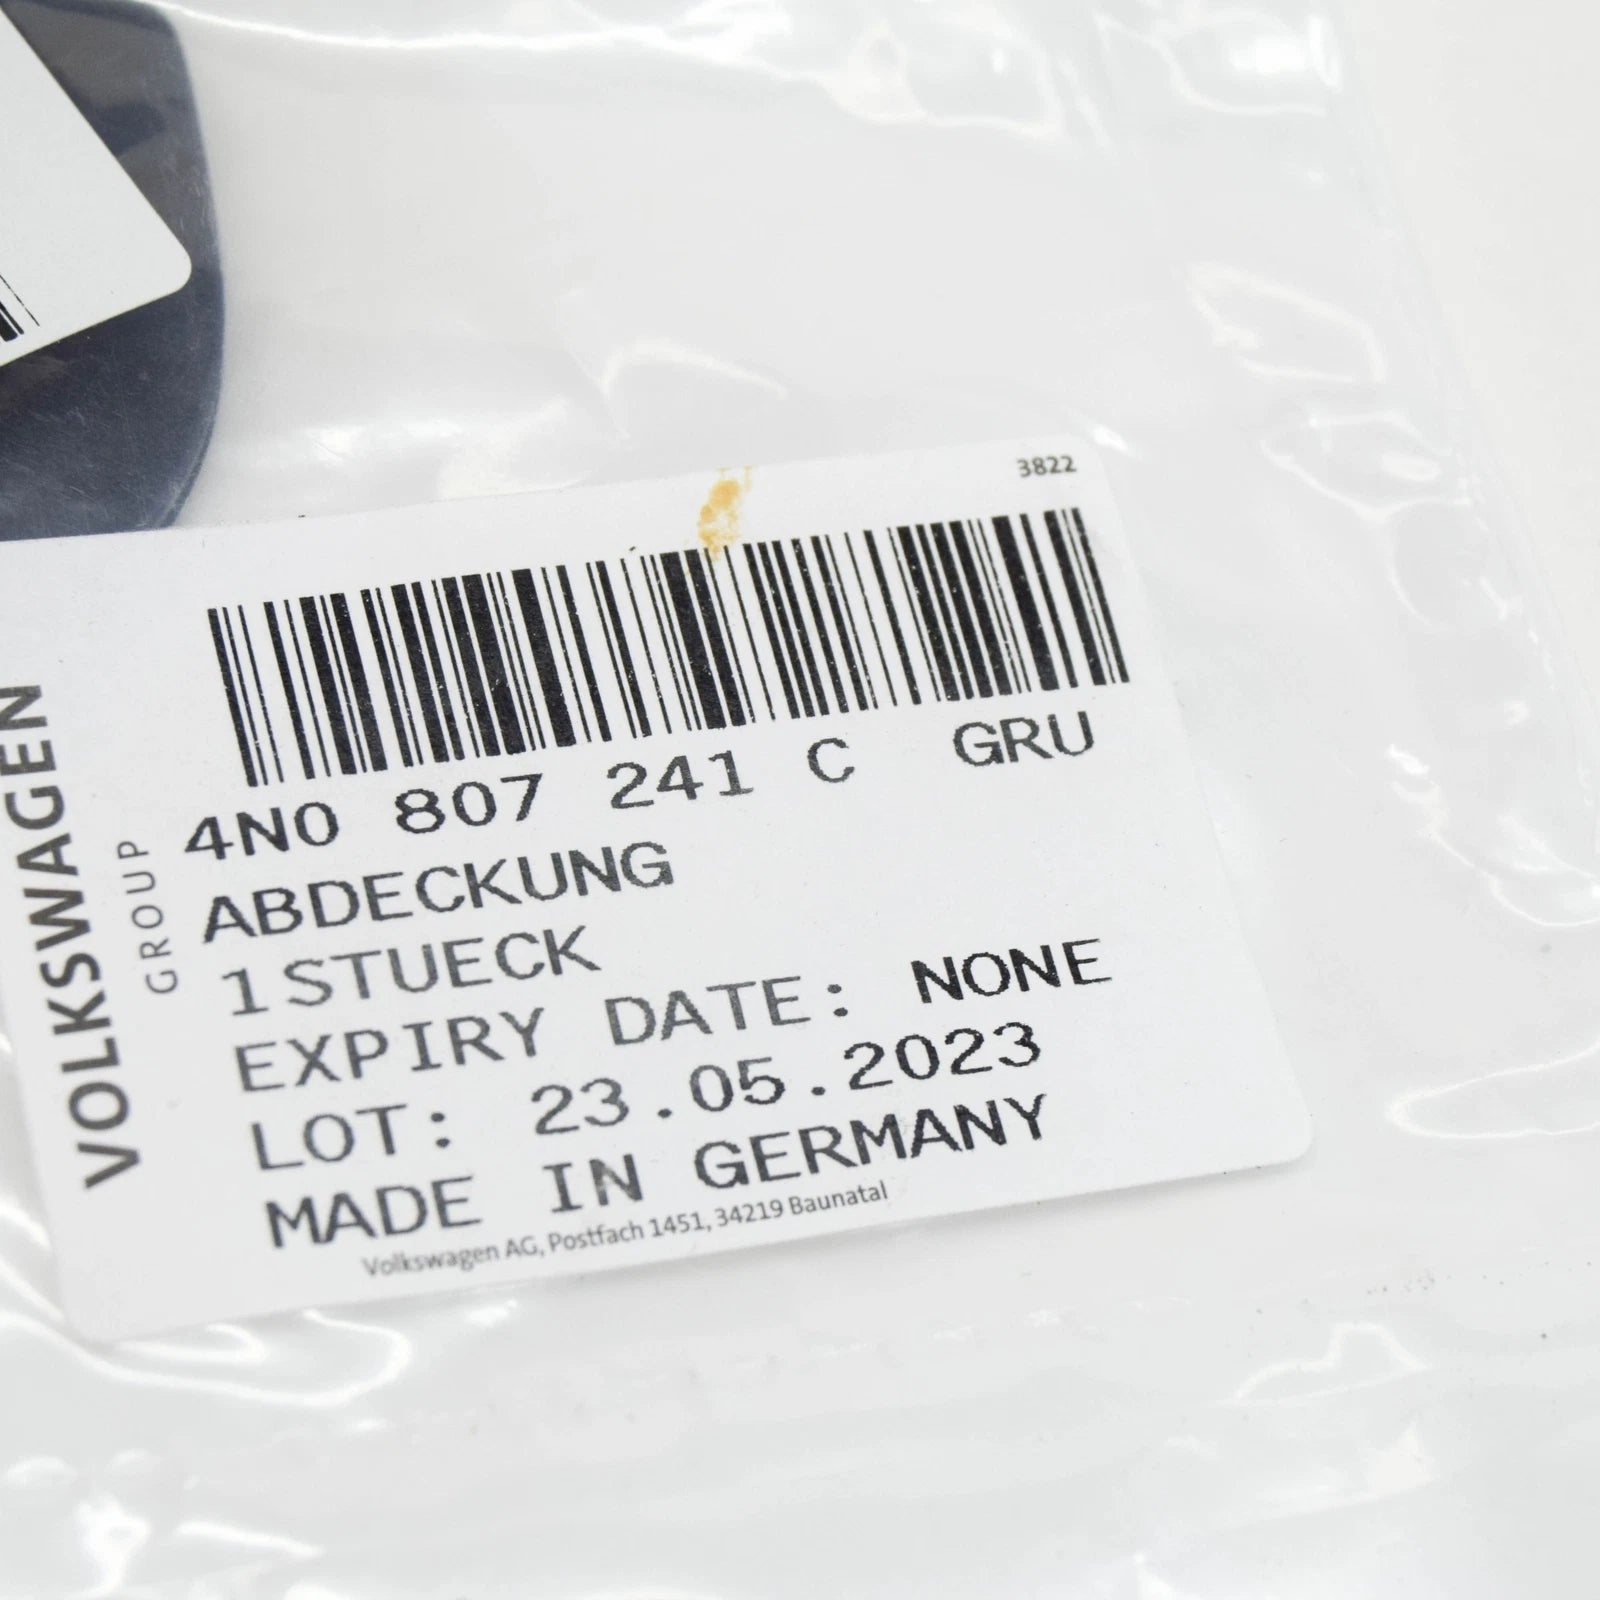 3822
4N0 807 241 C GRU
ABDECKUNG
1STUECK
EXPIRY DATE: NONE
LOT: 23.05.2023
MADE IN GERMANY
Volkswagen AG, Postfach 1451, 34219 Baunatal
VOLKSWAGEN
GROUP